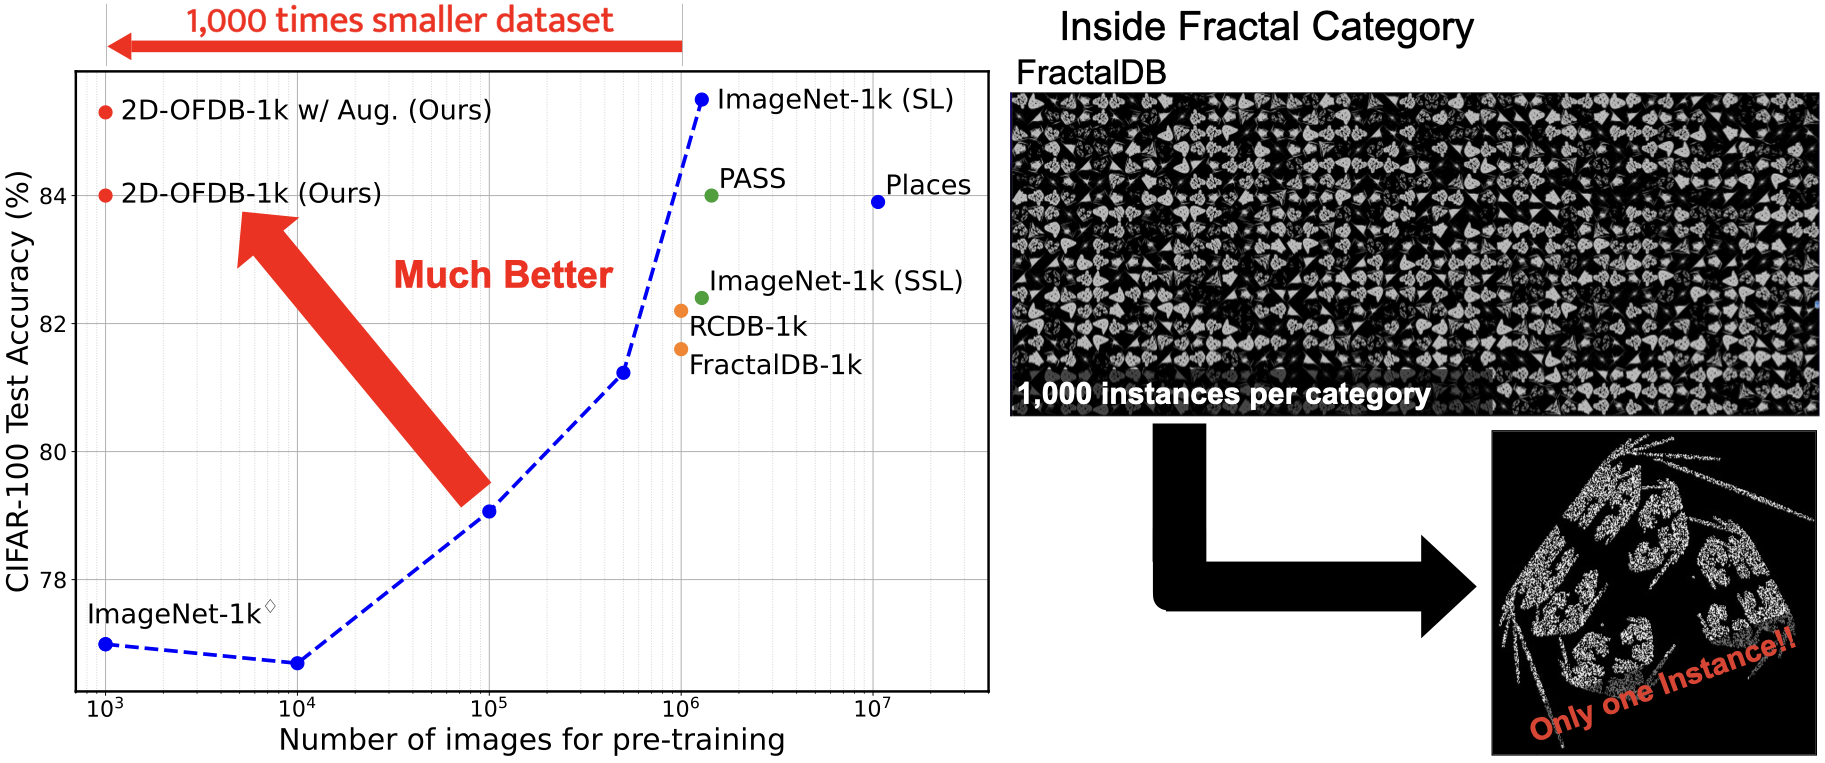 1,000 times smaller dataset
2D-OFDB-1k w/ Aug. (Ours)
2D-OFDB-1k (Ours)
Much Better
ImageNet-1k (SL)
PASS
Places
ImageNet-1k (SSL)
RCDB-1k
FractalDB-1k
ImageNet-1k◇
CIFAR-100 Test Accuracy (%)
84
82
80
78
10³
10⁴
10⁵
10⁶
10⁷
Number of images for pre-training
Inside Fractal Category
FractalDB
1,000 instances per category
Only one Instance!!